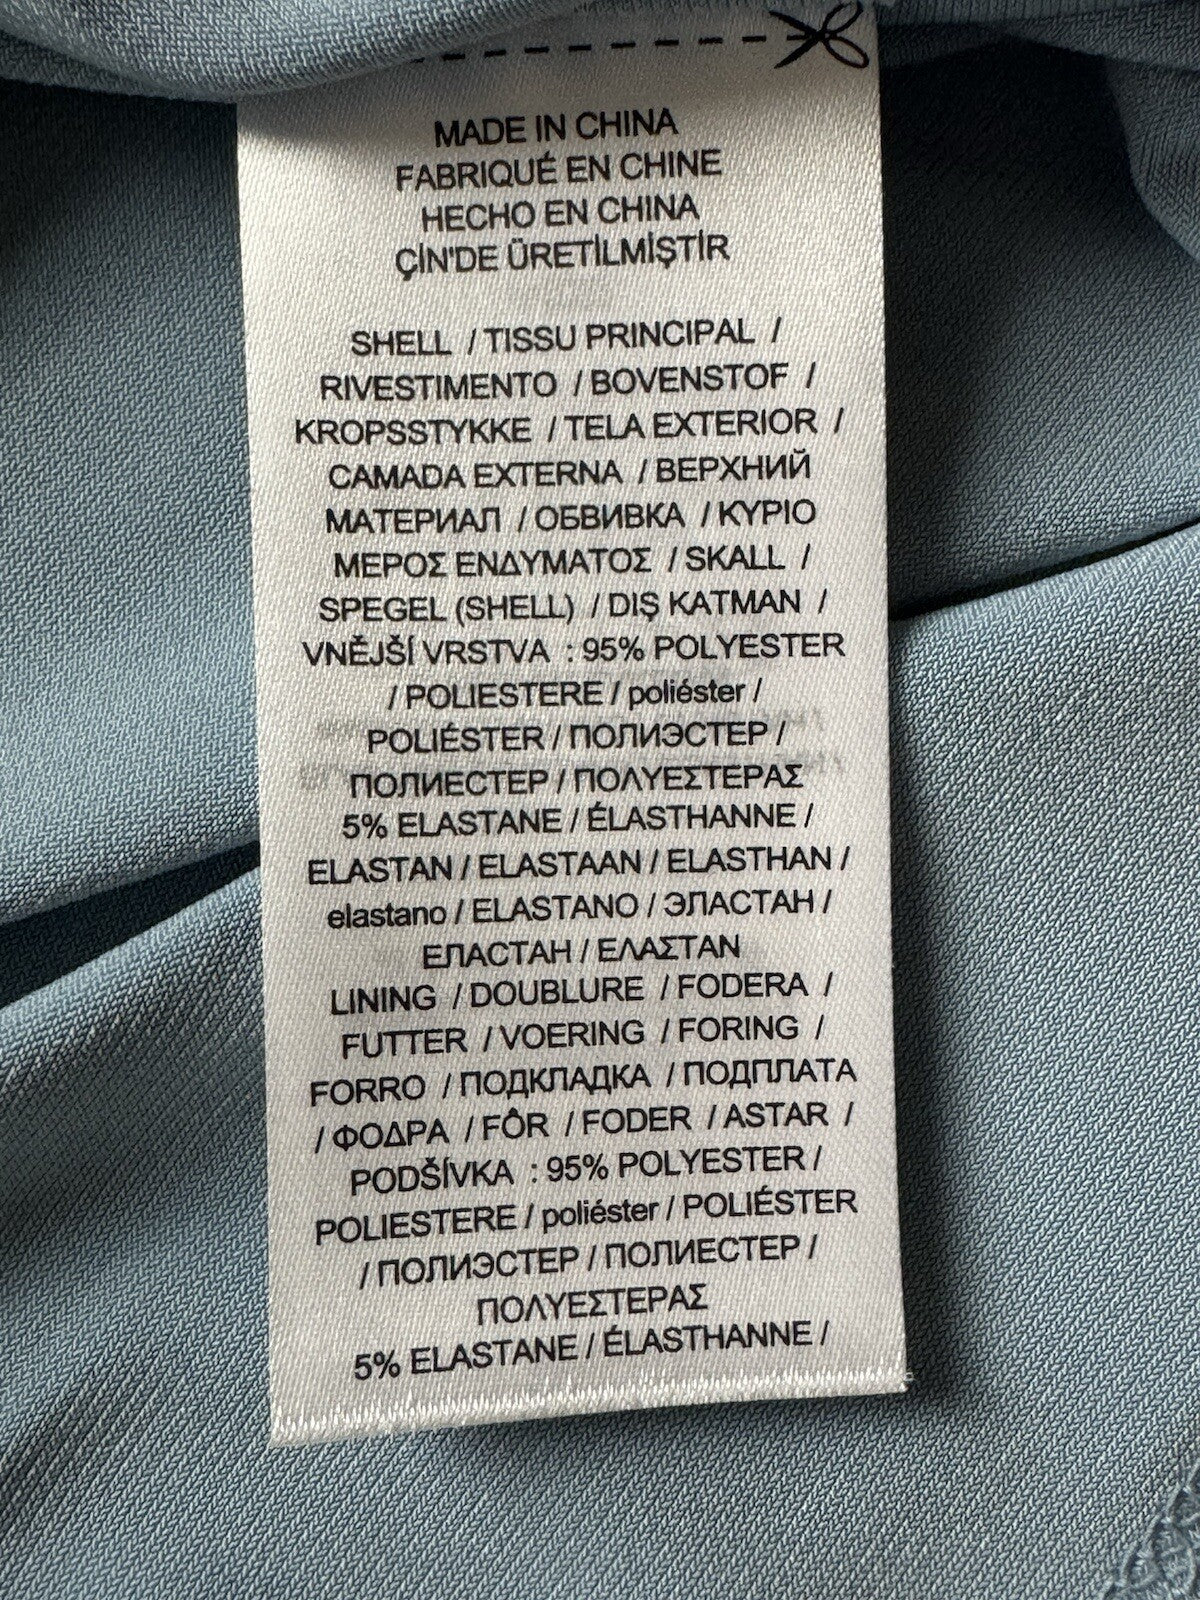 MADE IN CHINA
FABRIQUÉ EN CHINE
HECHO EN CHINA
ÇİN'DE ÜRETİLMİŞTİR
SHELL / TISSU PRINCIPAL /
RIVESTIMENTO / BOVENSTOF /
KROPSSTYKKE / TELA EXTERIOR /
CAMADA EXTERNA / ВЕРХНИЙ
МАТЕРИАЛ / ОБВИВКА / ΚΥΡΙΟ
ΜΕΡΟΣ ΕΝΔΥΜΑΤΟΣ / SKALL /
SPEGEL (SHELL) / DIŞ KATMAN /
VNĚJŠÍ VRSTVA : 95% POLYESTER
/ POLIESTERE / poliéster /
POLIÉSTER / ПОЛИЭСТЕР /
ПОЛИЕСТЕР / ΠΟΛΥΕΣΤΕΡΑΣ
5% ELASTANE / ÉLASTHANNE /
ELASTAN / ELASTAAN / ELASTHAN /
elastano / ELASTANO / ЭЛАСТАН /
ЕЛАСТАН / ΕΛΑΣΤΑΝ
LINING / DOUBLURE / FODERA /
FUTTER / VOERING / FORING /
FORRO / ПОДКЛАДКА / ПОДПЛАТА
/ ΦΟΔΡΑ / FÔR / FODER / ASTAR /
PODŠÍVKA : 95% POLYESTER /
POLIESTERE / poliéster / POLIÉSTER
/ ПОЛИЭСТЕР / ПОЛИЕСТЕР /
ΠΟΛΥΕΣΤΕΡΑΣ
5% ELASTANE / ÉLASTHANNE /